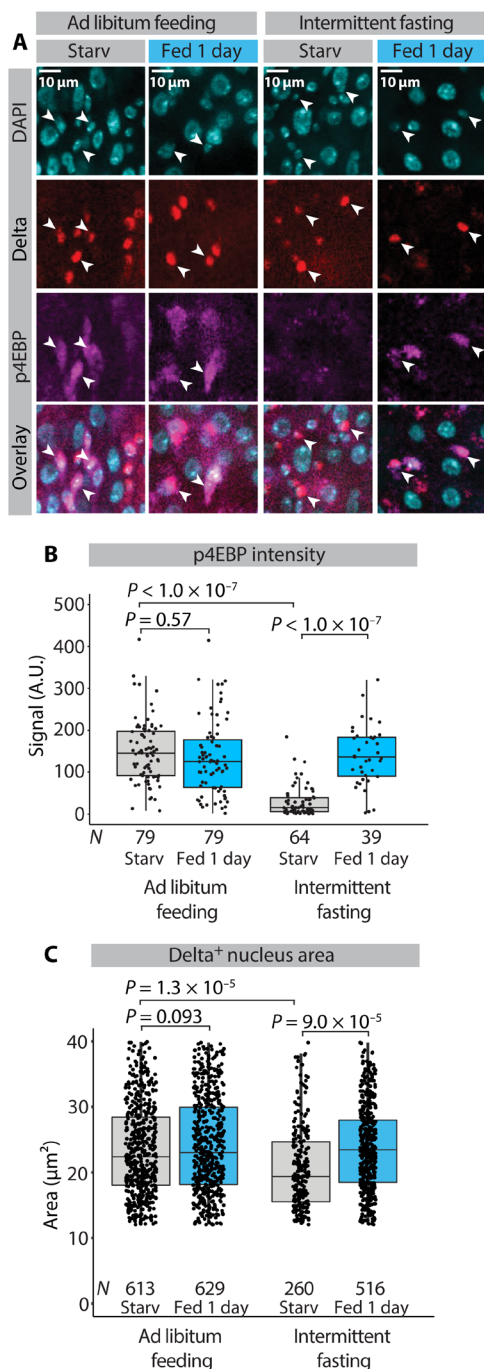 Ad libitum feeding Intermittent fasting
A Starv Fed 1 day Starv Fed 1 day
10 μm 10 μm 10 μm 10 μm
DAPI
Delta
p4EBP
Overlay
B p4EBP intensity
P < 1.0 × 10⁻⁷
P = 0.57 P < 1.0 × 10⁻⁷
Signal (A.U.)
500
400
300
200
100
0
N 79 79 64 39
Starv Fed 1 day Starv Fed 1 day
Ad libitum feeding Intermittent fasting
C Delta⁺ nucleus area
P = 1.3 × 10⁻⁵
P = 0.093 P = 9.0 × 10⁻⁵
Area (μm²)
40
30
20
10
0
N 613 629 260 516
Starv Fed 1 day Starv Fed 1 day
Ad libitum feeding Intermittent fasting